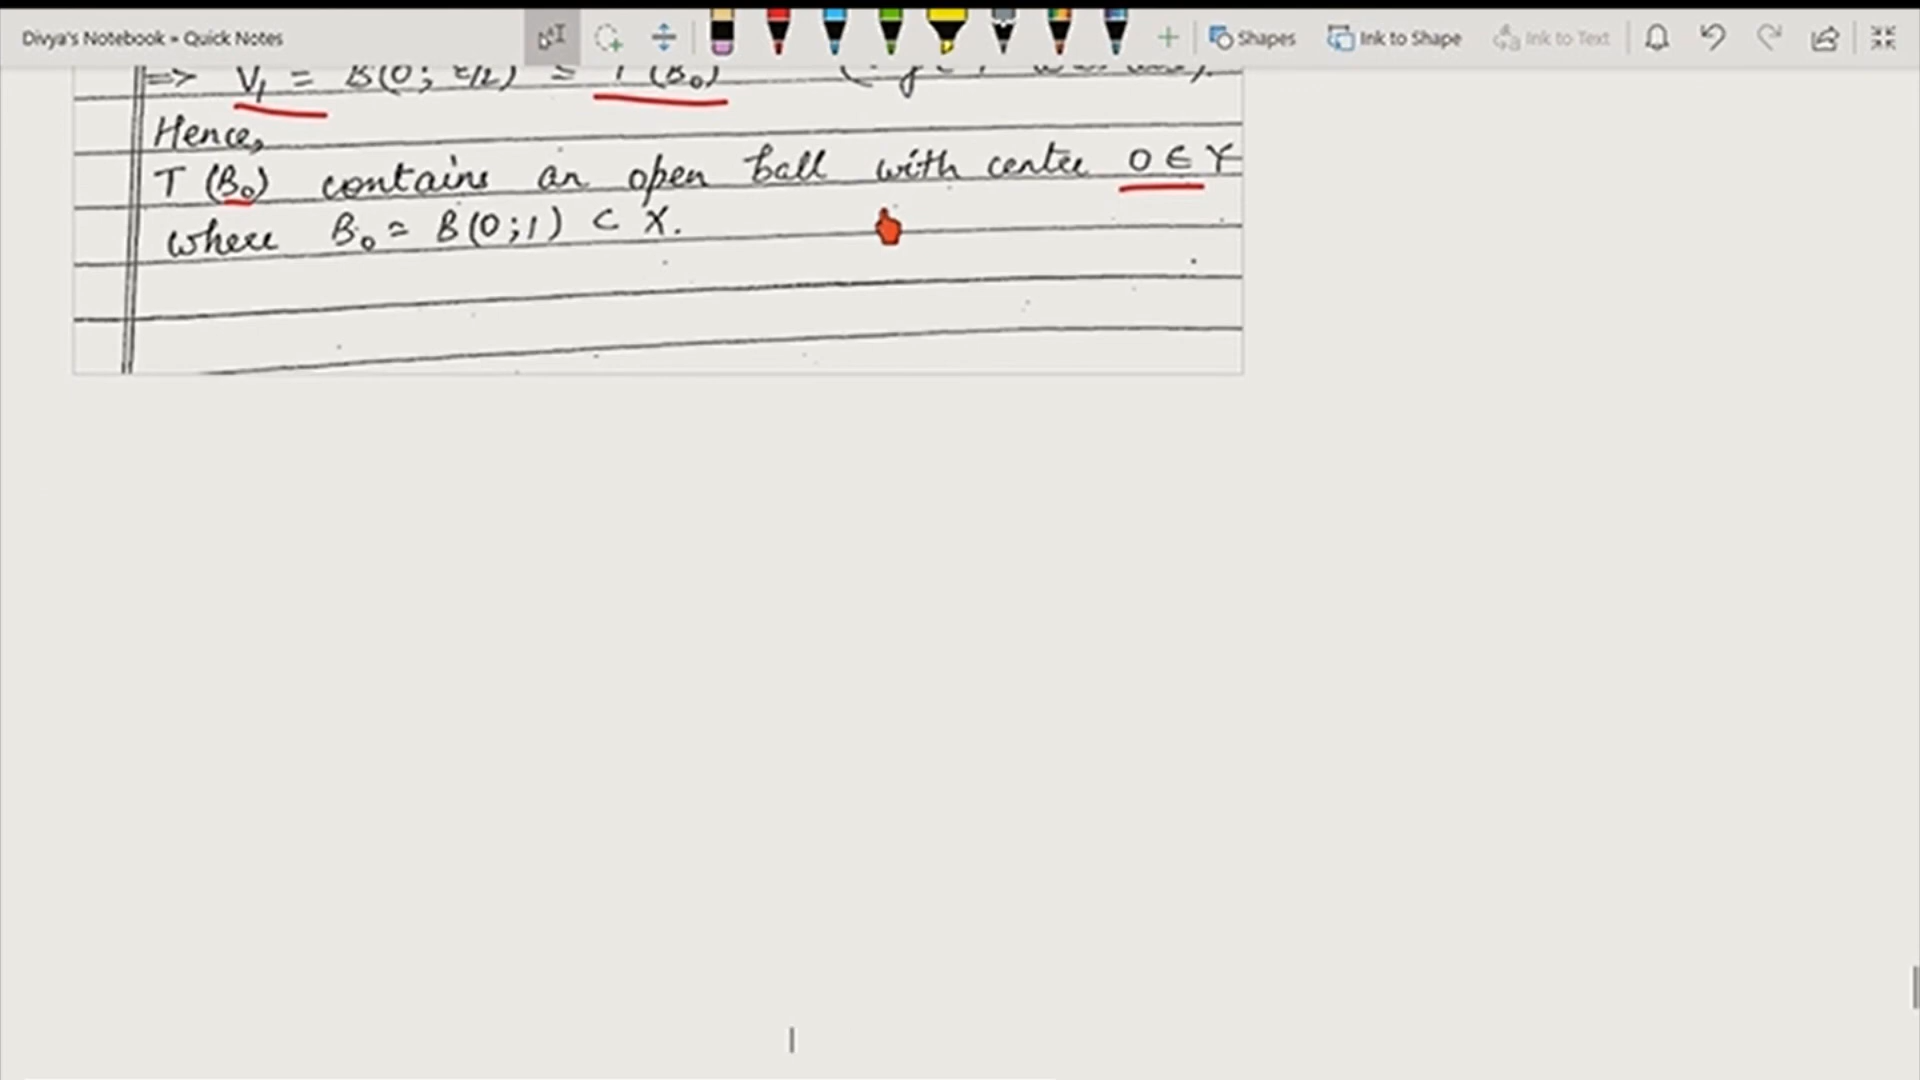 Divya's Notebook » Quick Notes
Shapes
Ink to Shape
Ink to Text
=> V₁ = B(0; ε/2) ⊆ T(B₀)
Hence,
T (B₀) contains an open ball with center 0 ∈ Y
where B₀ = B(0;1) ⊂ X.